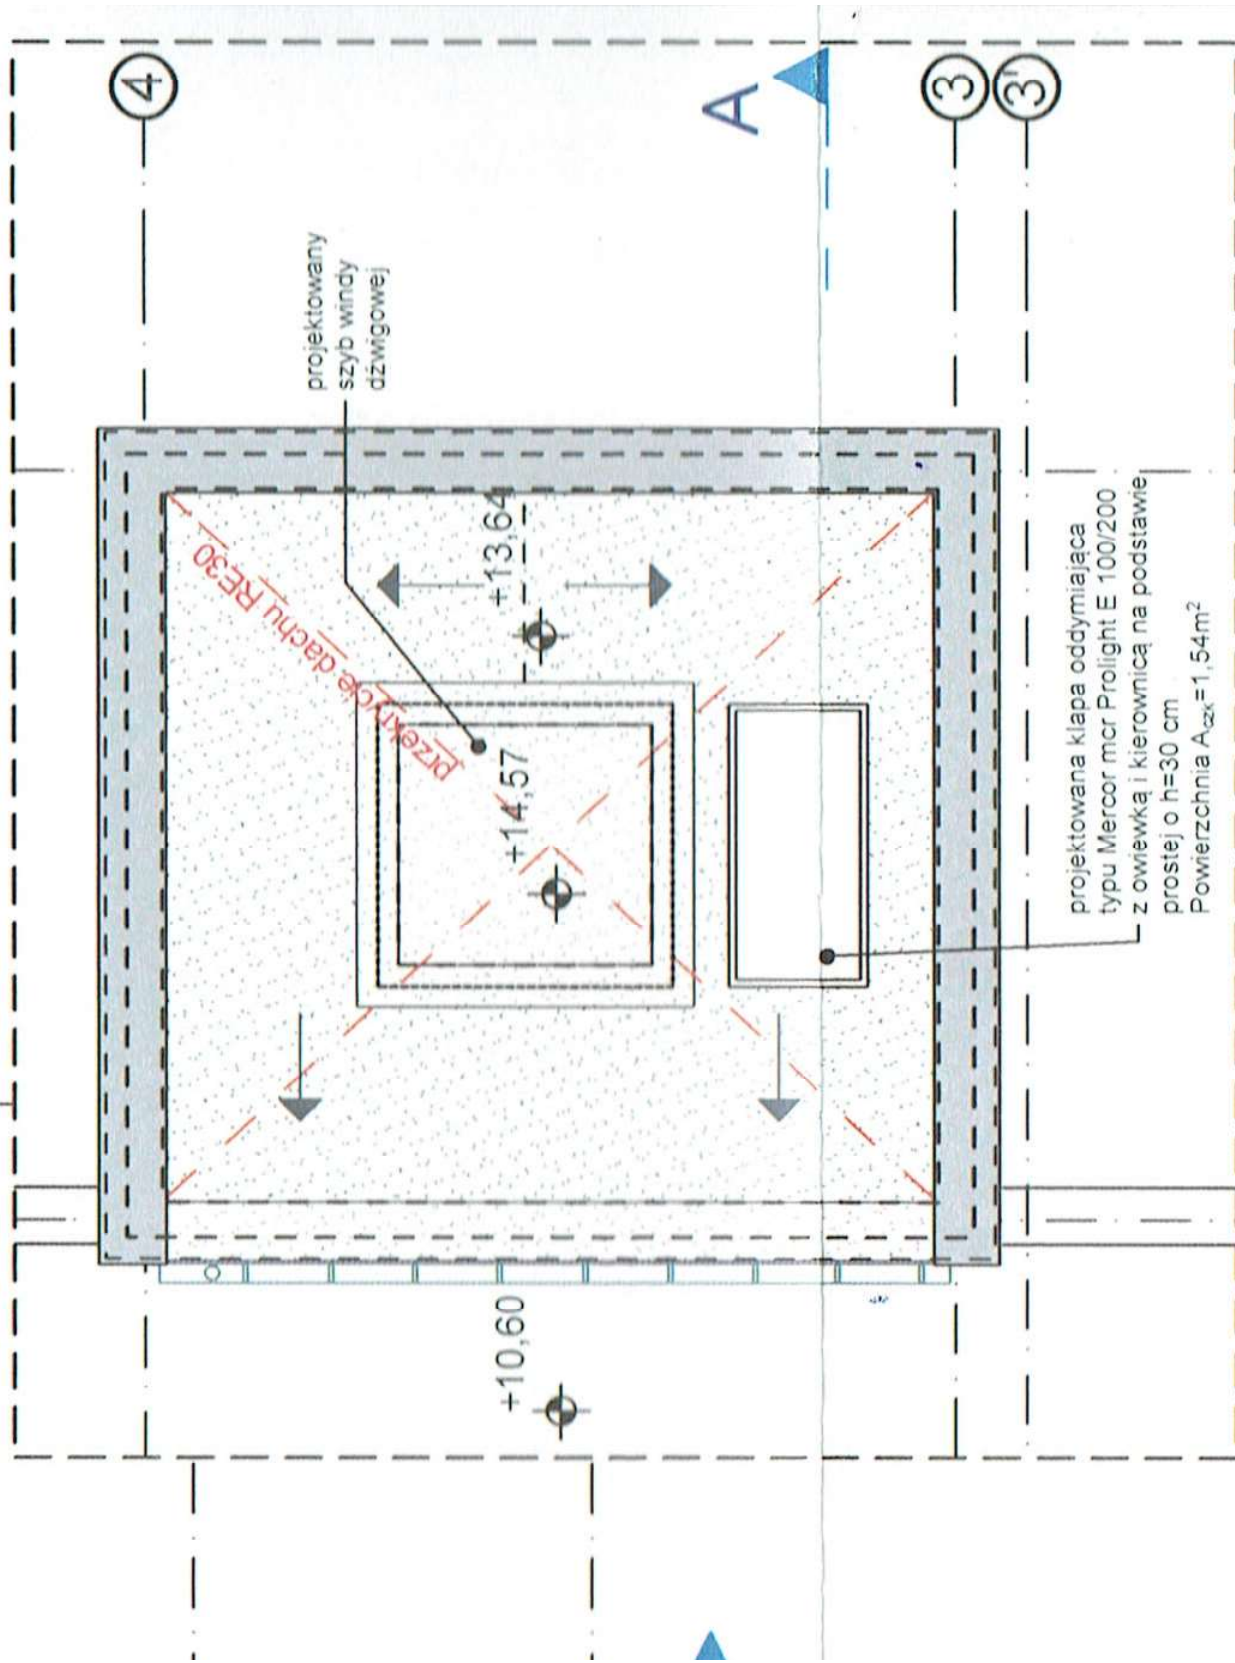 4
3
3'
A
projektowany
szyb windy
dźwigowej
przekrycie dachu RE30
+13,64
+14,57
+10,60
projektowana klapa oddymiająca
typu Mercor mcr Prolight E 100/200
z owiewką i kierownicą na podstawie
prostej o h=30 cm
Powierzchnia Aczk=1,54m²